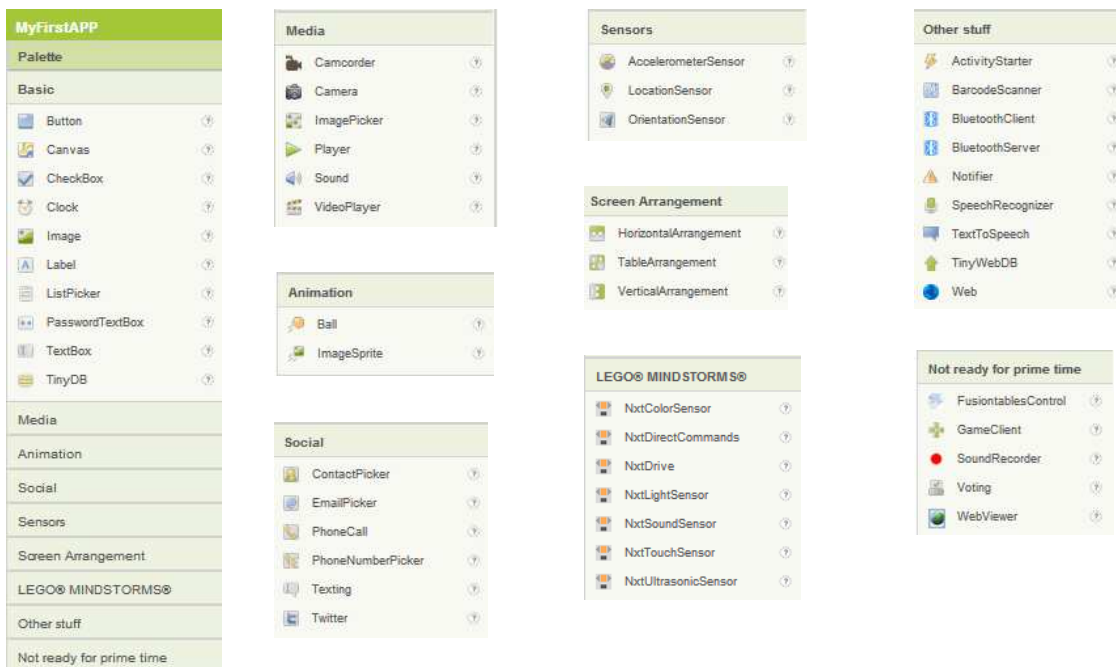 MyFirstAPP
Palette
Basic
Button
Canvas
CheckBox
Clock
Image
Label
ListPicker
PasswordTextBox
TextBox
TinyDB
Media
Animation
Social
Sensors
Screen Arrangement
LEGO® MINDSTORMS®
Other stuff
Not ready for prime time
Media
Camcorder
Camera
ImagePicker
Player
Sound
VideoPlayer
Animation
Ball
ImageSprite
Social
ContactPicker
EmailPicker
PhoneCall
PhoneNumberPicker
Texting
Twitter
Sensors
AccelerometerSensor
LocationSensor
OrientationSensor
Screen Arrangement
HorizontalArrangement
TableArrangement
VerticalArrangement
LEGO® MINDSTORMS®
NxtColorSensor
NxtDirectCommands
NxtDrive
NxtLightSensor
NxtSoundSensor
NxtTouchSensor
NxtUltrasonicSensor
Other stuff
ActivityStarter
BarcodeScanner
BluetoothClient
BluetoothServer
Notifier
SpeechRecognizer
TextToSpeech
TinyWebDB
Web
Not ready for prime time
FusiontablesControl
GameClient
SoundRecorder
Voting
WebViewer